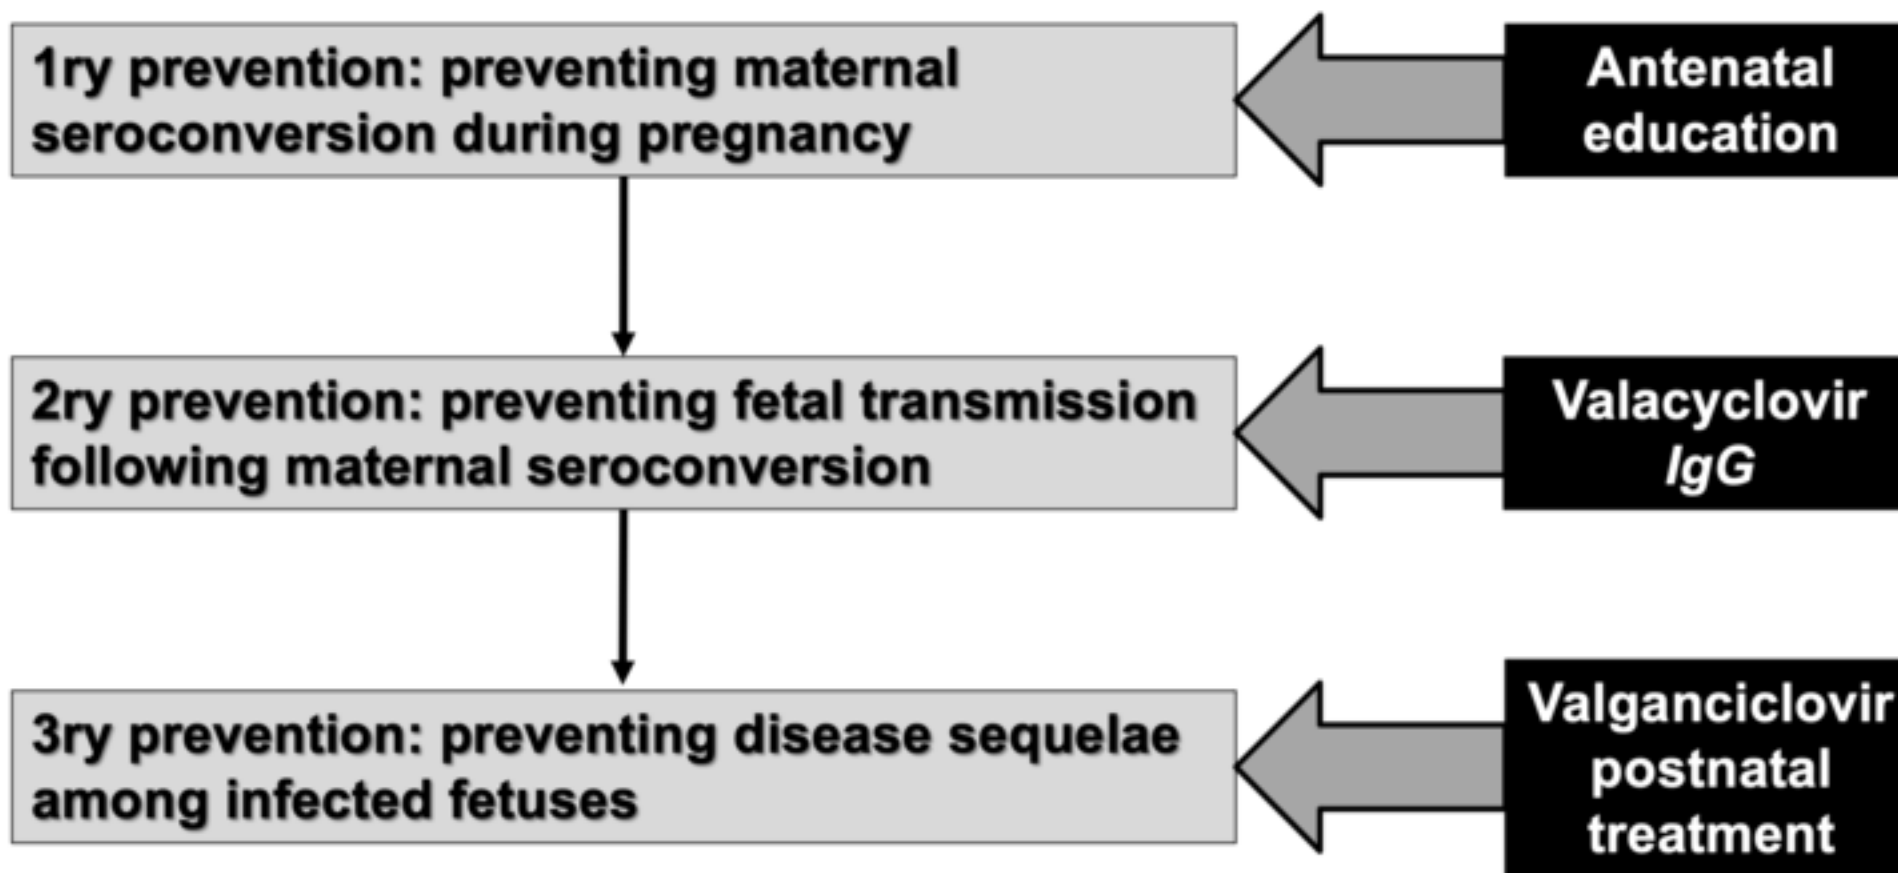 1ry prevention: preventing maternal
seroconversion during pregnancy
Antenatal
education
2ry prevention: preventing fetal transmission
following maternal seroconversion
Valacyclovir
IgG
3ry prevention: preventing disease sequelae
among infected fetuses
Valganciclovir
postnatal
treatment